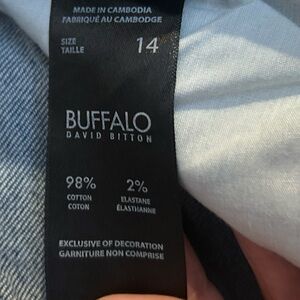 MADE IN CAMBODIA
FABRIQUÉ AU CAMBODGE
SIZE
TAILLE
14
BUFFALO
DAVID BITTON
98%
COTTON
COTON
2%
ELASTANE
ÉLASTHANNE
EXCLUSIVE OF DECORATION
GARNITURE NON COMPRISE